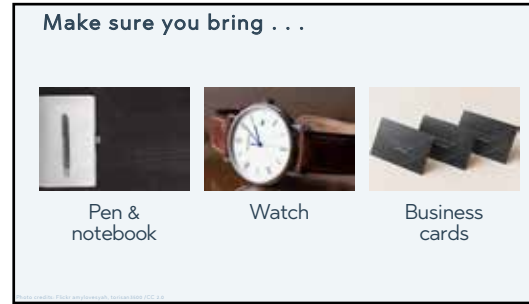 Make sure you bring . . .
Pen &
notebook
Watch
Business
cards